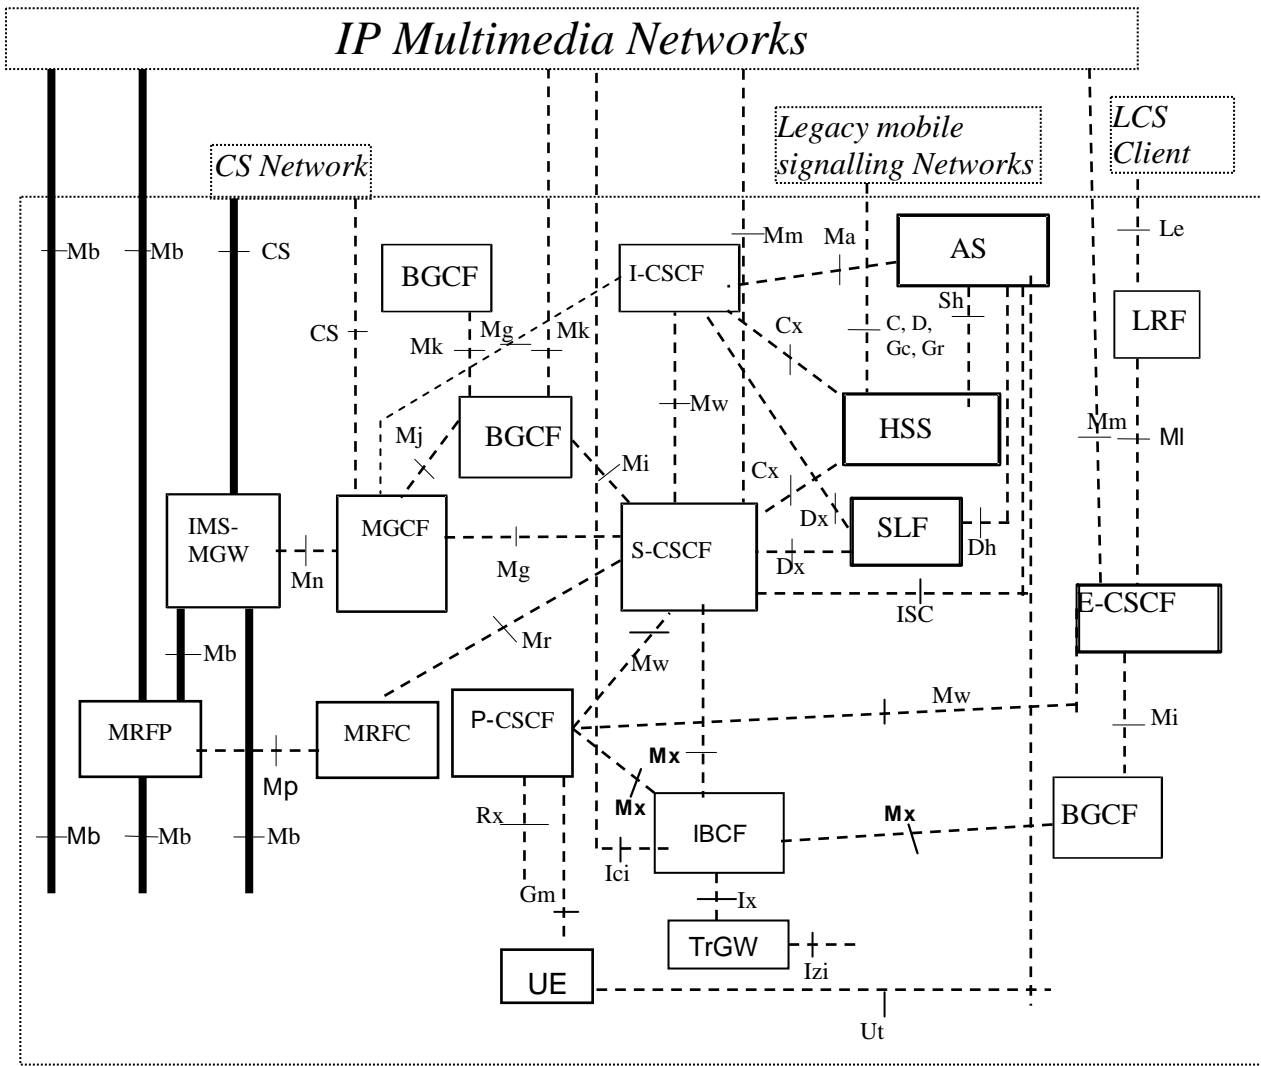 IP Multimedia Networks
Legacy mobile
signalling Networks
LCS
Client
CS Network
Mb
Mb
CS
Mm
Ma
AS
Le
BGCF
I-CSCF
Sh
LRF
CS
Mk
Mg
Mk
Cx
C, D,
Gc, Gr
Mw
Mj
BGCF
Mi
HSS
Mm
Ml
Cx
IMS-
MGW
MGCF
Mn
Mg
S-CSCF
Dx
Dx
SLF
Dh
ISC
E-CSCF
Mr
Mb
Mw
Mw
Mi
MRFP
MRFC
P-CSCF
Mp
Mx
Mx
Mx
Mb
Mb
Mb
Rx
IBCF
BGCF
Ici
Gm
Ix
TrGW
Izi
UE
Ut